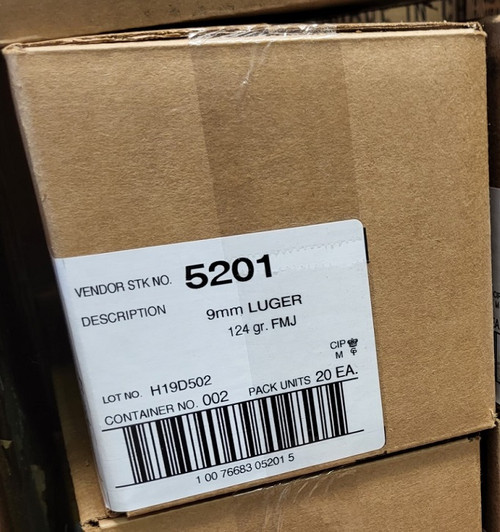 VENDOR STK NO. 5201
DESCRIPTION 9mm LUGER
124 gr. FMJ
CIP
M
LOT NO. H19D502
CONTAINER NO. 002 PACK UNITS 20 EA.
1 00 76683 05201 5